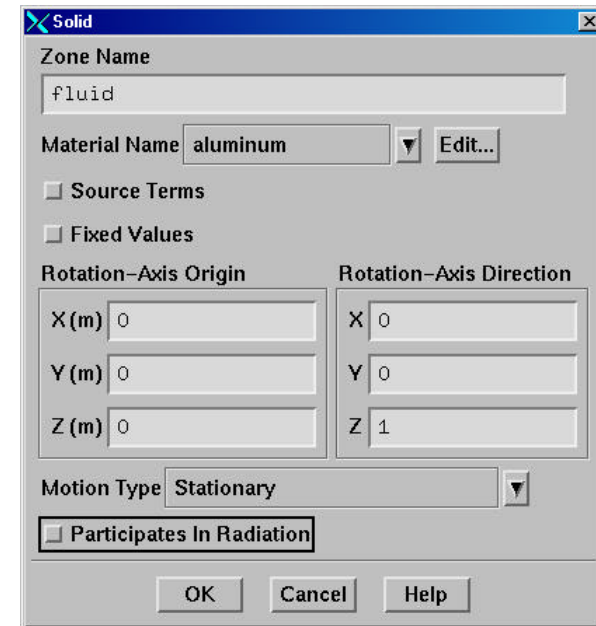 Solid
Zone Name
fluid
Material Name aluminum Edit...
Source Terms
Fixed Values
Rotation-Axis Origin Rotation-Axis Direction
X (m) 0 X 0
Y (m) 0 Y 0
Z (m) 0 Z 1
Motion Type Stationary
Participates In Radiation
OK Cancel Help